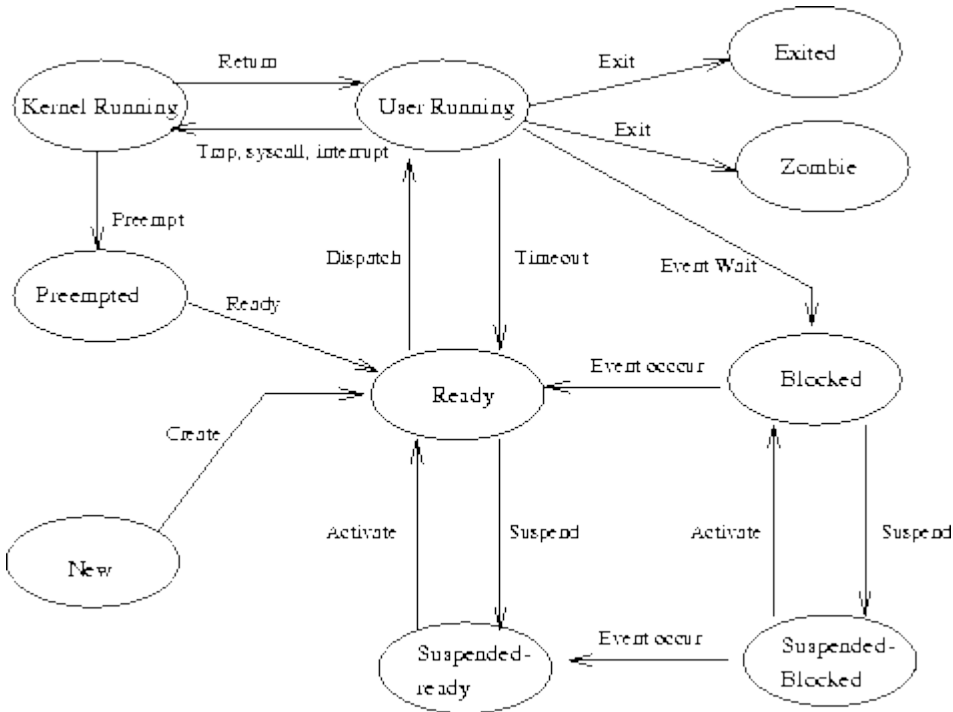 Return
Exit
Exited
Kernel Running
User Running
Exit
Trap, syscall, interrupt
Zombie
Preempt
Dispatch
Timeout
Event Wait
Preempted
Ready
Event occcur
Blocked
Ready
Create
Activate
Suspend
Activate
Suspend
New
Suspended-
ready
Event occur
Suspended-
Blocked